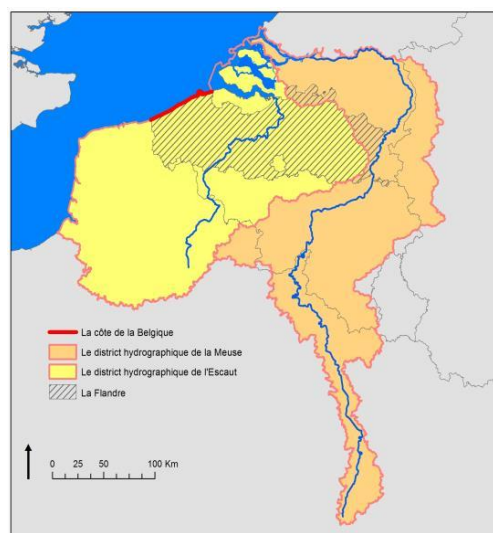 La côte de la Belgique
Le district hydrographique de la Meuse
Le district hydrographique de l'Escaut
La Flandre
0 25 50 100 Km